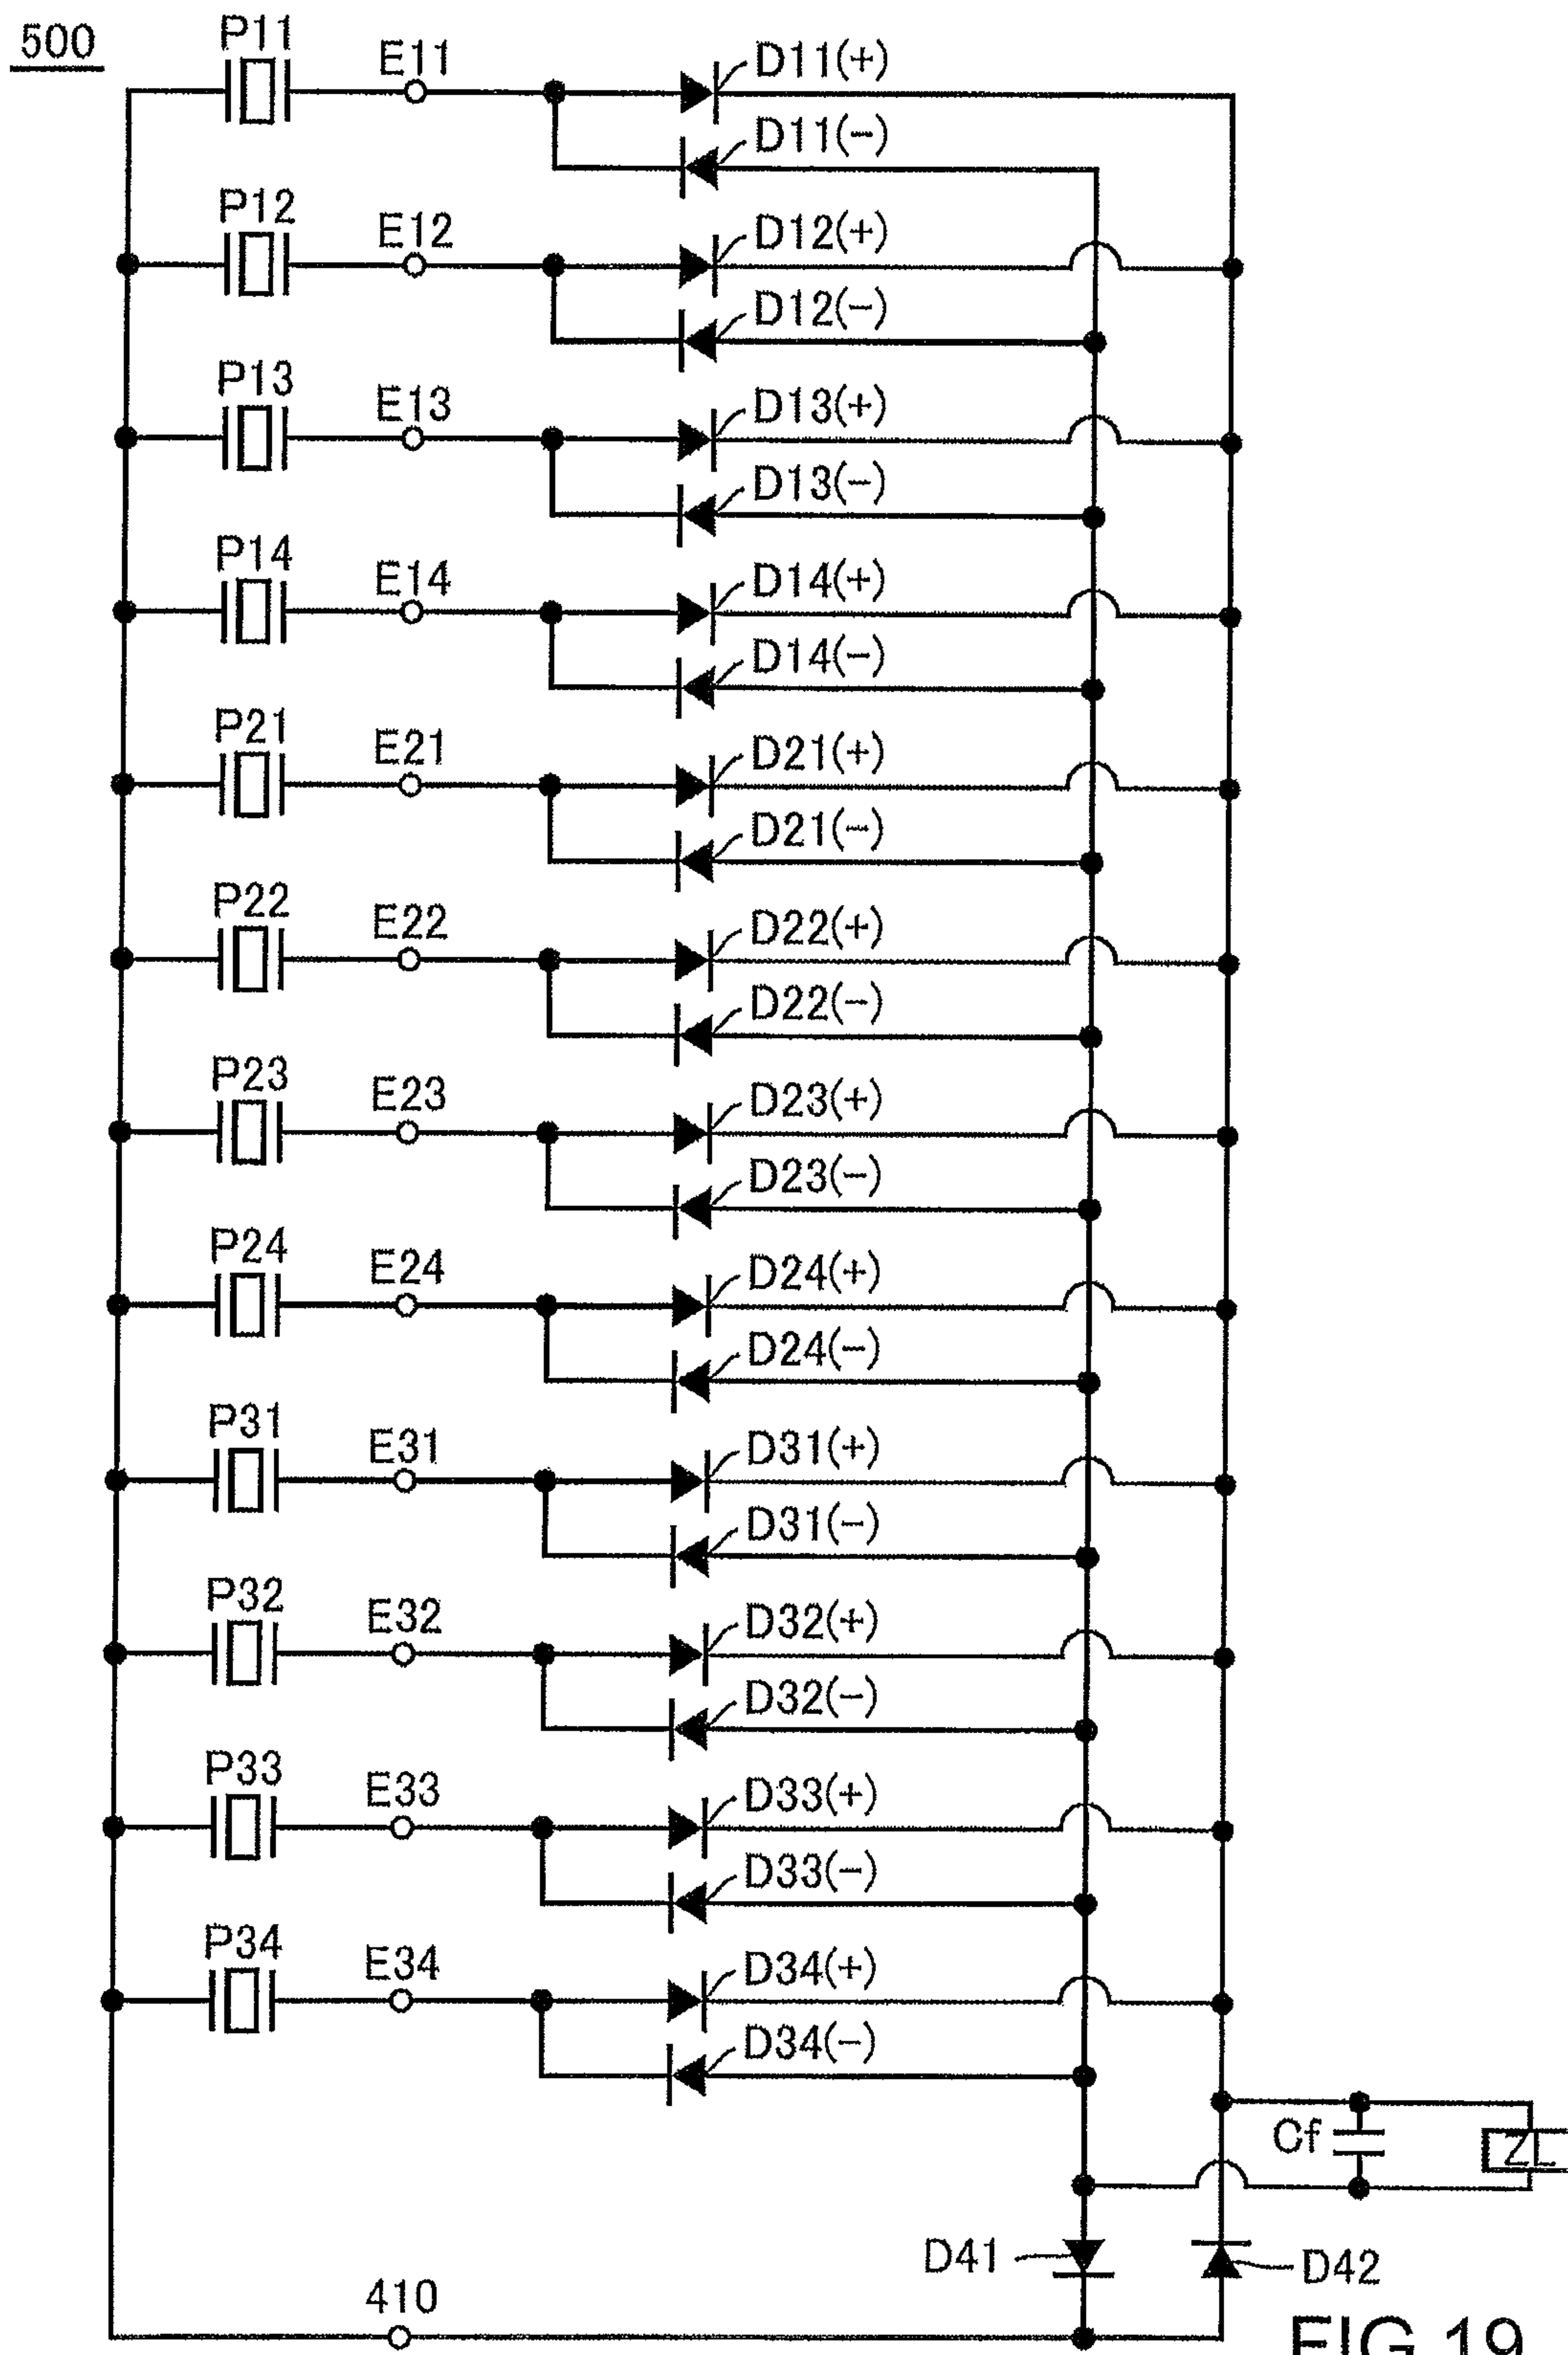 500
P11 E11 D11(+)
D11(−)
P12 E12 D12(+)
D12(−)
P13 E13 D13(+)
D13(−)
P14 E14 D14(+)
D14(−)
P21 E21 D21(+)
D21(−)
P22 E22 D22(+)
D22(−)
P23 E23 D23(+)
D23(−)
P24 E24 D24(+)
D24(−)
P31 E31 D31(+)
D31(−)
P32 E32 D32(+)
D32(−)
P33 E33 D33(+)
D33(−)
P34 E34 D34(+)
D34(−)
Cf ZL
D41 D42
410
FIG.19